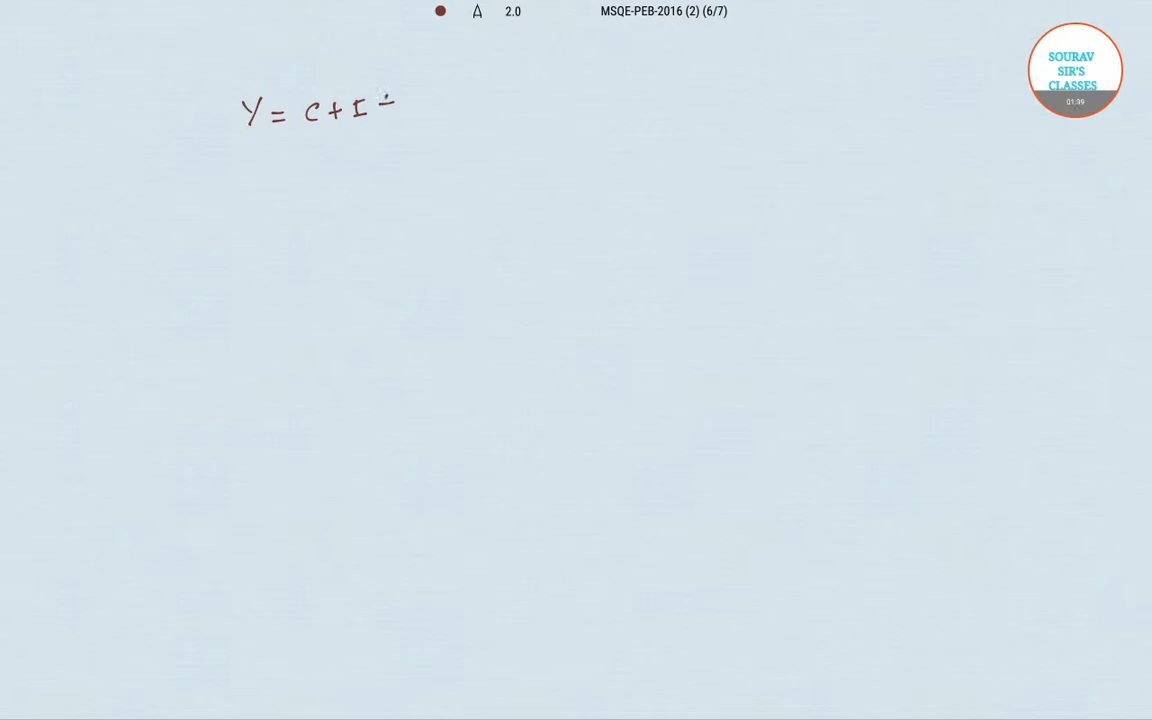 2.0 MSQE-PEB-2016 (2) (6/7)
SOURAV
SIR'S
CLASSES
01:39
Y = C + I